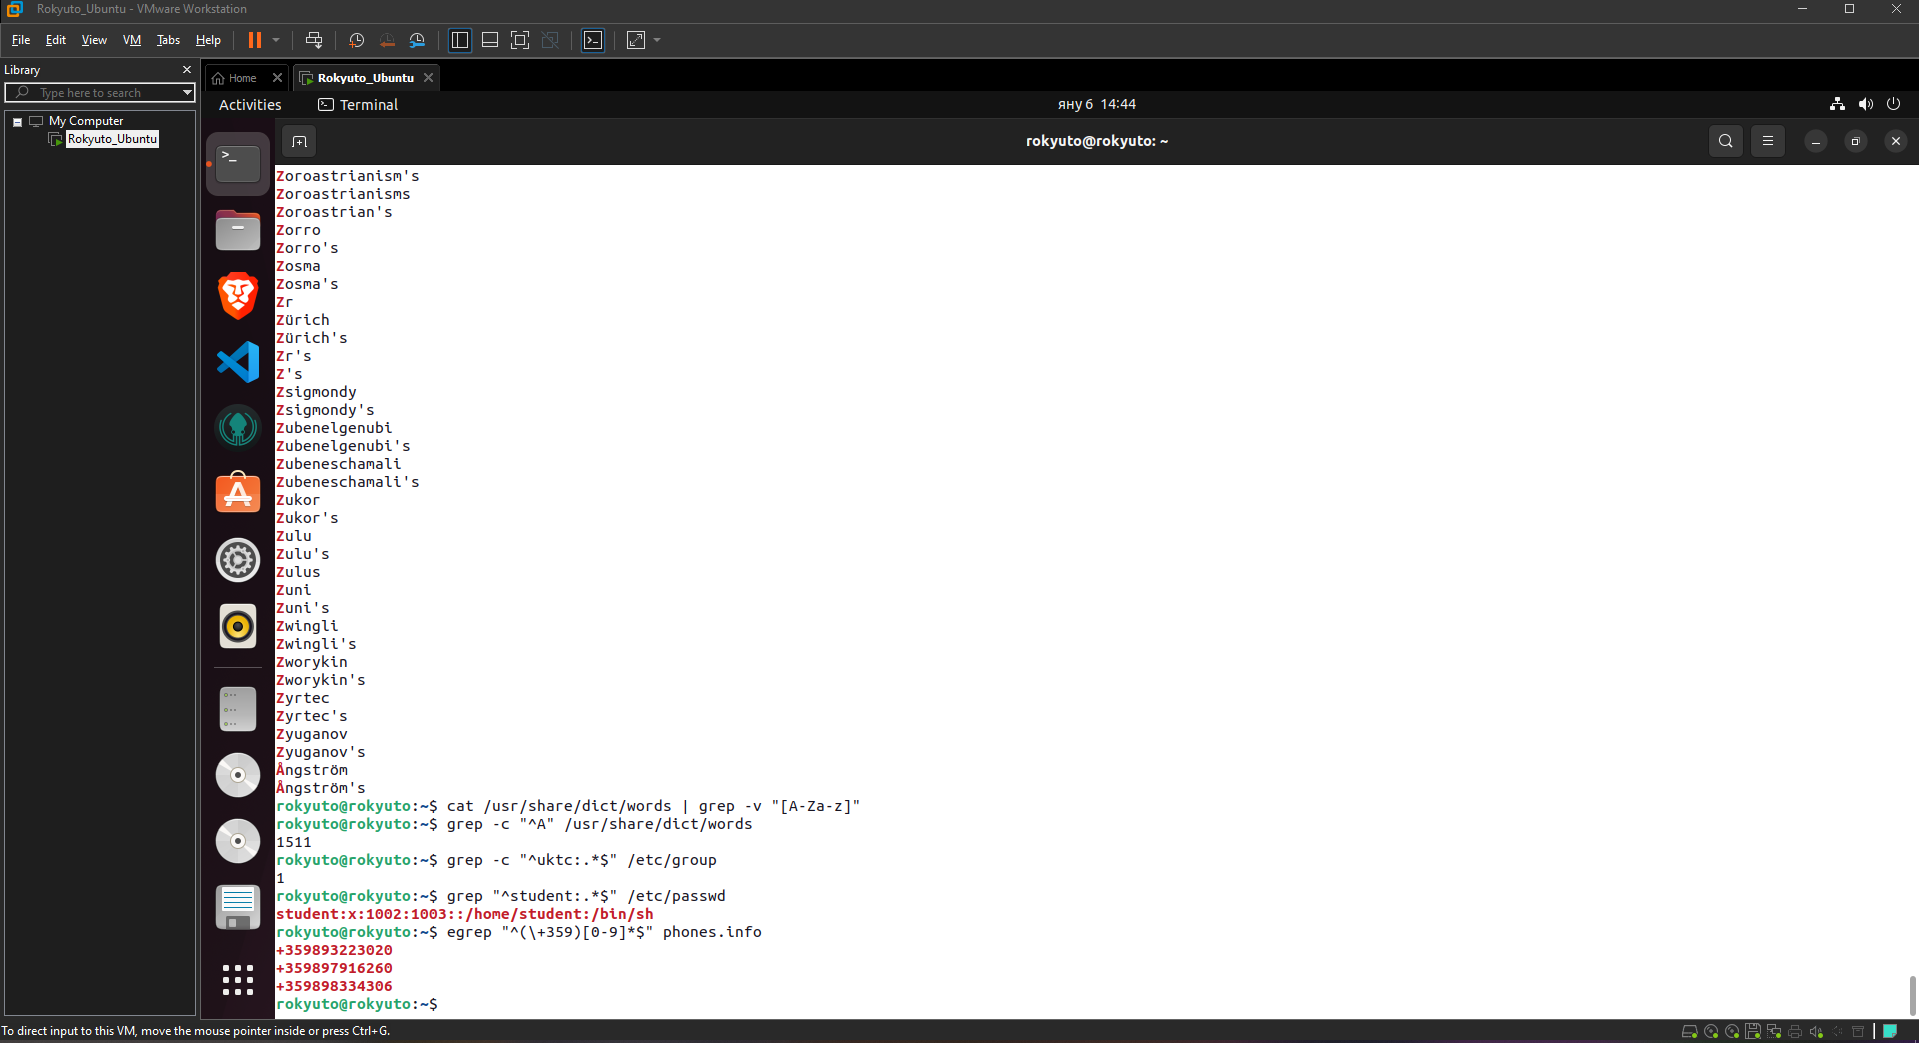 Rokyuto_Ubuntu - VMware Workstation
File Edit View VM Tabs Help
Library
Type here to search
My Computer
Rokyuto_Ubuntu
Home
Rokyuto_Ubuntu
Activities
Terminal
яну 6 14:44
rokyuto@rokyuto: ~
Zoroastrianism's
Zoroastrianisms
Zoroastrian's
Zorro
Zorro's
Zosma
Zosma's
Zr
Zürich
Zürich's
Zr's
Z's
Zsigmondy
Zsigmondy's
Zubenelgenubi
Zubenelgenubi's
Zubeneschamali
Zubeneschamali's
Zukor
Zukor's
Zulu
Zulu's
Zulus
Zuni
Zuni's
Zwingli
Zwingli's
Zworykin
Zworykin's
Zyrtec
Zyrtec's
Zyuganov
Zyuganov's
Ångström
Ångström's
rokyuto@rokyuto:~$ cat /usr/share/dict/words | grep -v "[A-Za-z]"
rokyuto@rokyuto:~$ grep -c "^A" /usr/share/dict/words
1511
rokyuto@rokyuto:~$ grep -c "^uktc:.*$" /etc/group
1
rokyuto@rokyuto:~$ grep "^student:.*$" /etc/passwd
student:x:1002:1003::/home/student:/bin/sh
rokyuto@rokyuto:~$ egrep "^(\+359)[0-9]*$" phones.info
+359893223020
+359897916260
+359898334306
rokyuto@rokyuto:~$
To direct input to this VM, move the mouse pointer inside or press Ctrl+G.